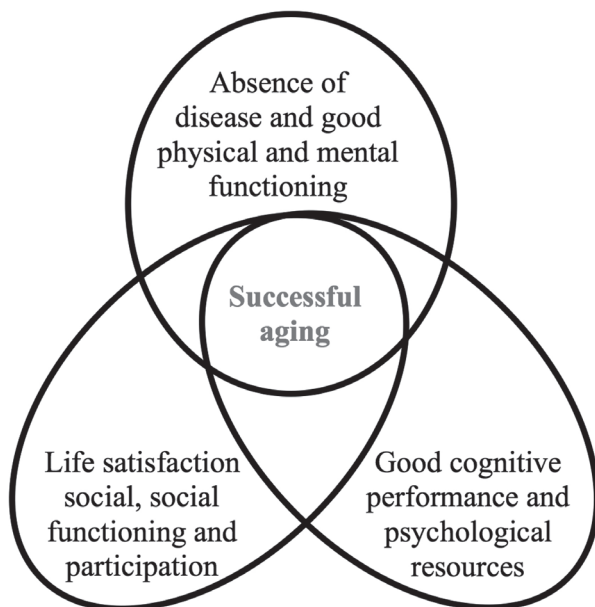 Absence of
disease and good
physical and mental
functioning
Successful
aging
Life satisfaction
social, social
functioning and
participation
Good cognitive
performance and
psychological
resources